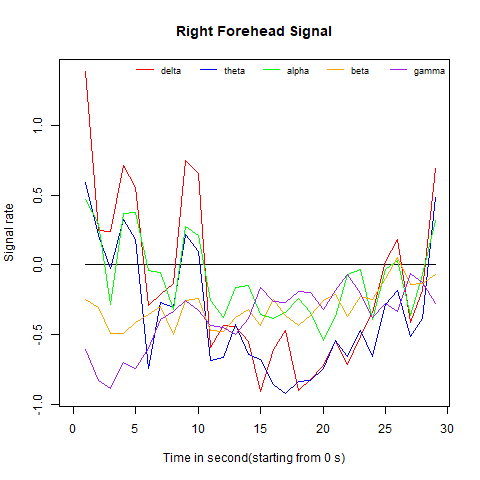 Right Forehead Signal
delta theta alpha beta gamma
Signal rate
1.0
0.5
0.0
-0.5
-1.0
0 5 10 15 20 25 30
Time in second(starting from 0 s)